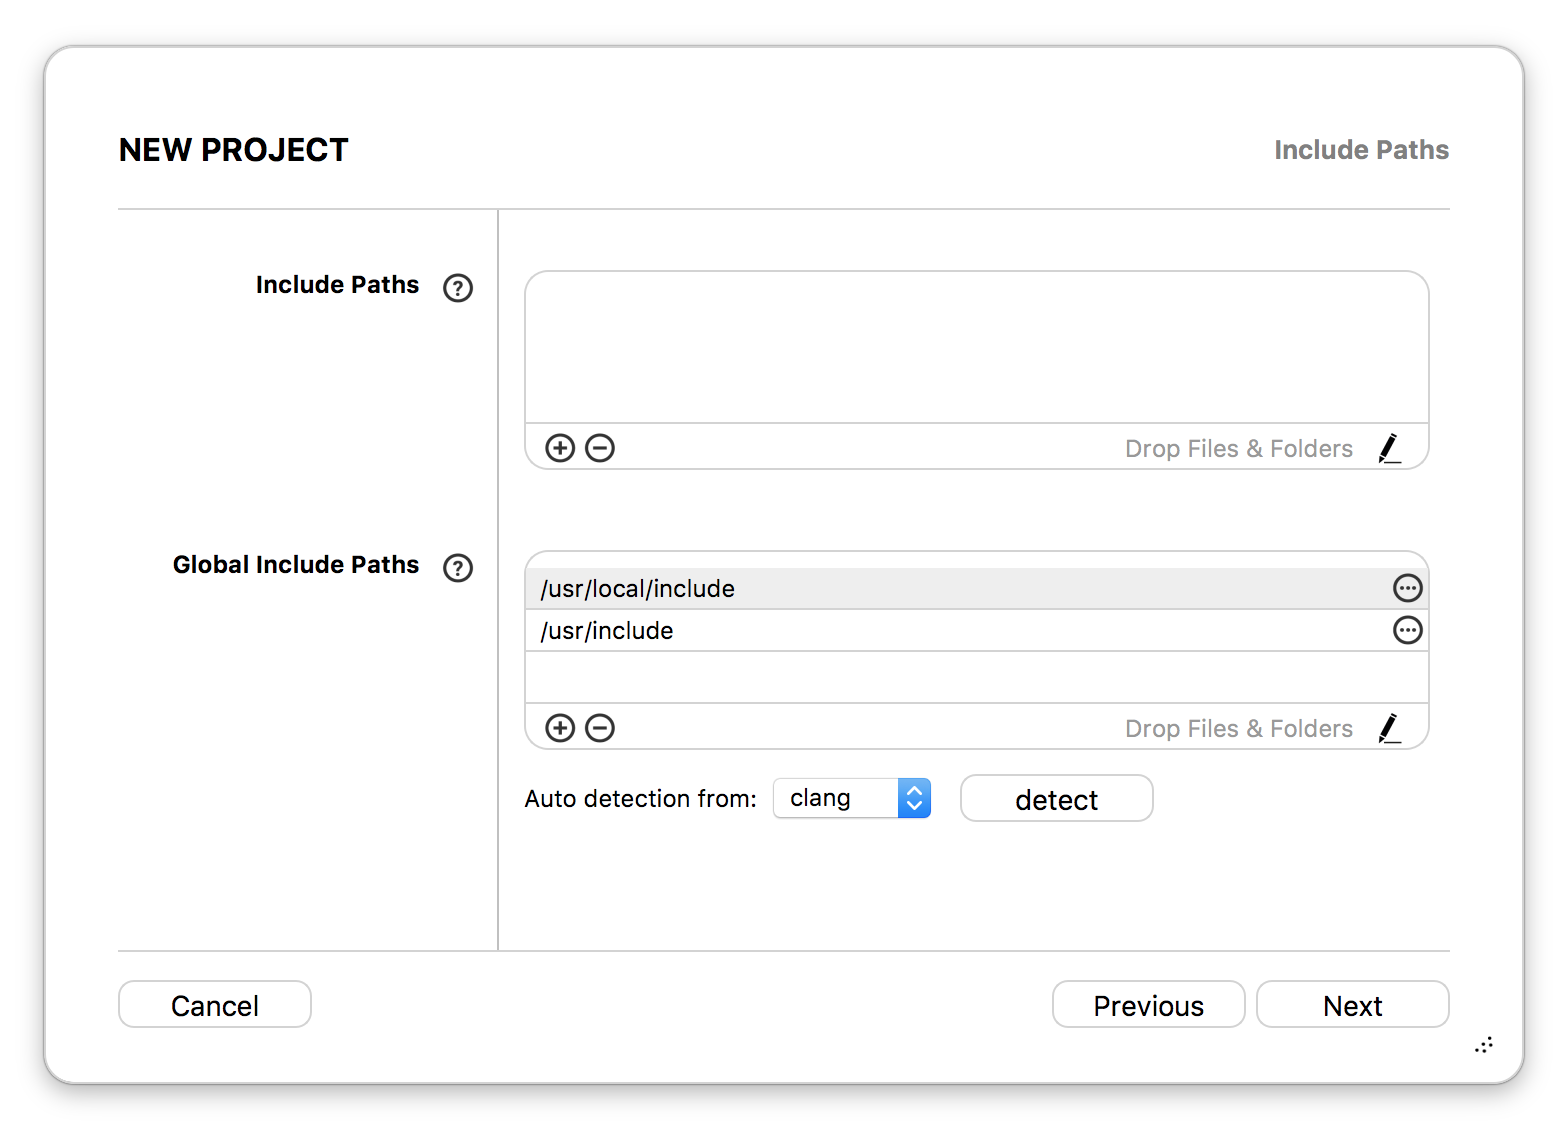 NEW PROJECT
Include Paths
Include Paths
Drop Files & Folders
Global Include Paths
/usr/local/include
/usr/include
Drop Files & Folders
Auto detection from: clang detect
Cancel Previous Next